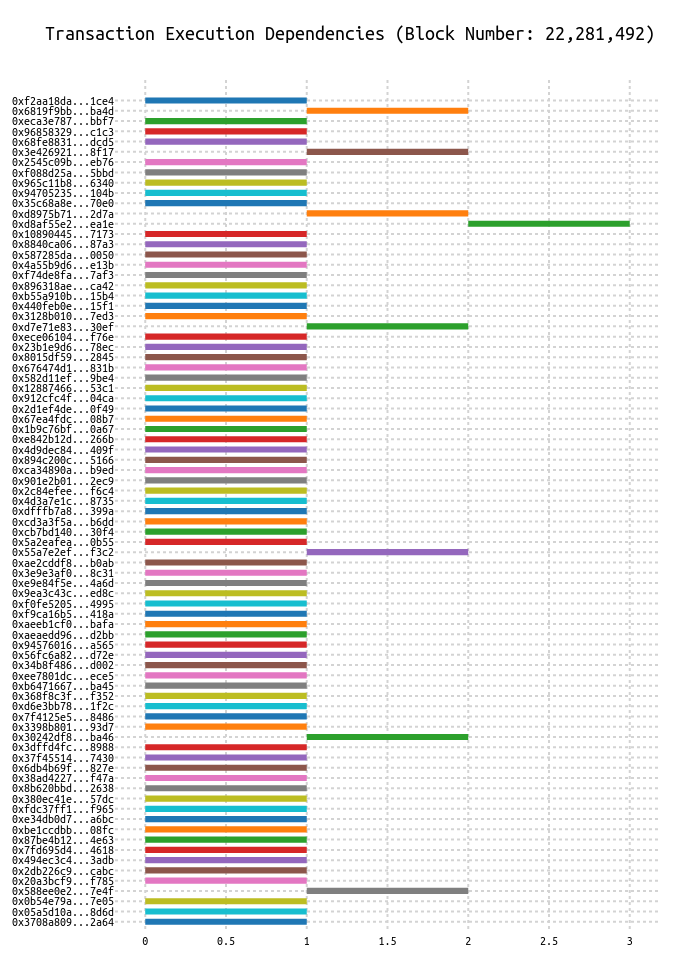 Transaction Execution Dependencies (Block Number: 22,281,492)
0xf2aa18da...1ce4
0x6819f9bb...ba4d
0xeca3e787...bbf7
0x96858329...c1c3
0x68fe8831...dcd5
0x3e426921...8f17
0x2545c09b...eb76
0xf088d25a...5bbd
0x965c11b8...6340
0x94705235...104b
0x35c68a8e...70e0
0xd8975b71...2d7a
0xd8af55e2...ea1e
0x10890445...7173
0x8840ca06...87a3
0x587285da...0050
0x4a55b9d6...e13b
0xf74de8fa...7af3
0x896318ae...ca42
0xb55a910b...15b4
0x440feb0e...15f1
0x3128b010...7ed3
0xd7e71e83...30ef
0xece06104...f76e
0x23b1e9d6...78ec
0x8015df59...2845
0x676474d1...831b
0x582d11ef...9be4
0x12887466...53c1
0x912cfc4f...04ca
0x2d1ef4de...0f49
0x67ea4fdc...08b7
0x1b9c76bf...0a67
0xe842b12d...266b
0x4d9dec84...409f
0x894c200c...5166
0xca34890a...b9ed
0x901e2b01...2ec9
0x2c84efee...f6c4
0x4d3a7e1c...8735
0xdfffb7a8...399a
0xcd3a3f5a...b6dd
0xcb7bd140...30f4
0x5a2eafea...0b55
0x55a7e2ef...f3c2
0xae2cddf8...b0ab
0x3e9e3af0...8c31
0xe9e84f5e...4a6d
0x9ea3c43c...ed8c
0xf0fe5205...4995
0xf9ca16b5...418a
0xaeeb1cf0...bafa
0xaeaedd96...d2bb
0x94576016...a565
0x56fc6a82...d72e
0x34b8f486...d002
0xee7801dc...ece5
0xb6471667...ba45
0x368f8c3f...f352
0xd6e3bb78...1f2c
0x7f4125e5...8486
0x3398b801...93d7
0x30242df8...ba46
0x3dffd4fc...8988
0x37f45514...7430
0x6db4b69f...827e
0x38ad4227...f47a
0x8b620bbd...2638
0x380ec41e...57dc
0xfdc37ff1...f965
0xe34db0d7...a6bc
0xbe1ccdbb...08fc
0x87be4b12...4e63
0x7fd695d4...4618
0x494ec3c4...3adb
0x2db226c9...cabc
0x20a3bcf9...f785
0x588ee0e2...7e4f
0x0b54e79a...7e05
0x05a5d10a...8d6d
0x3708a809...2a64
0 0.5 1 1.5 2 2.5 3